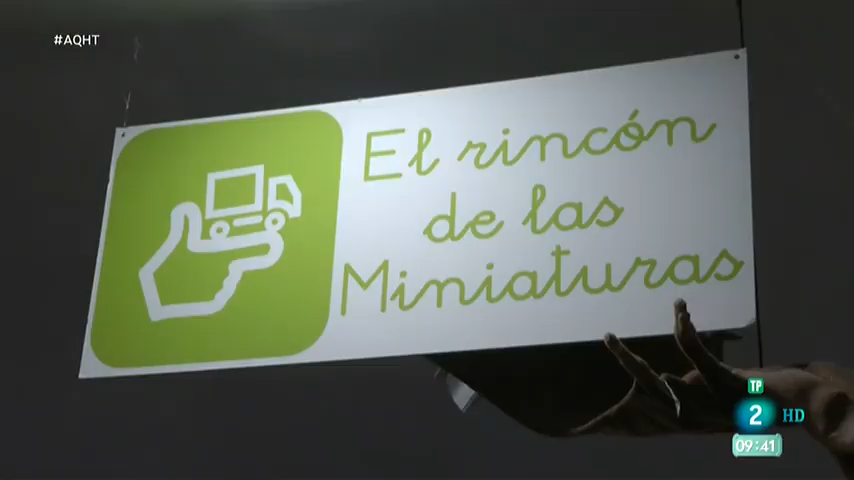 #AQHT
El rincón
de las
Miniaturas
TP
2 HD
09:41